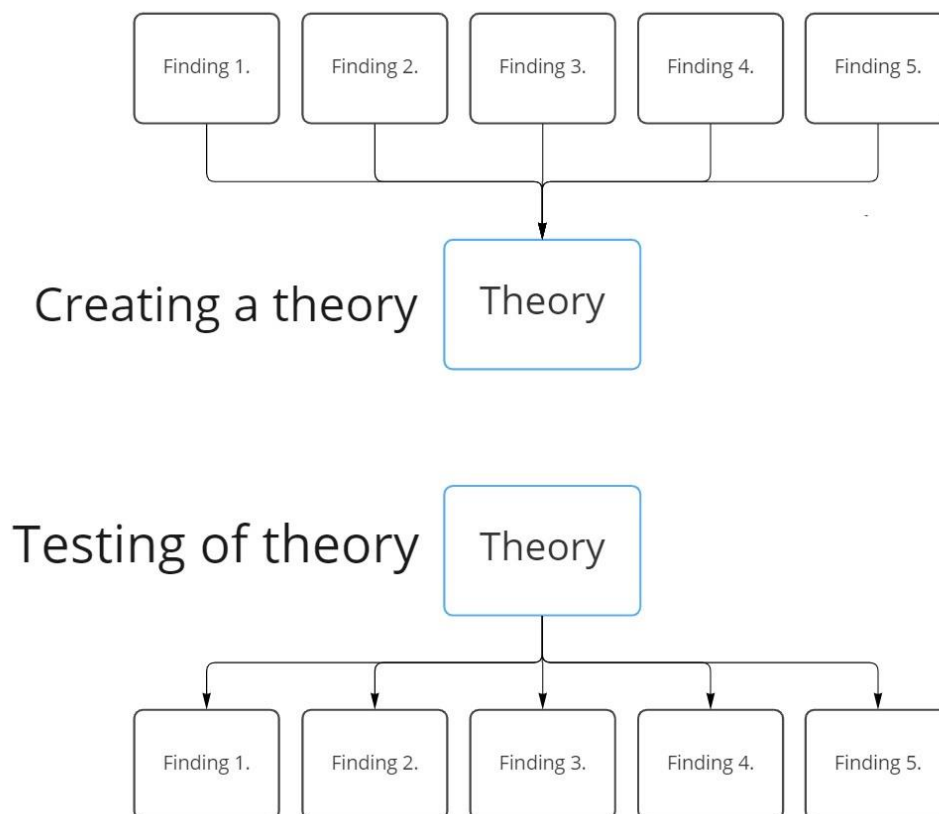 Finding 1. Finding 2. Finding 3. Finding 4. Finding 5.
Creating a theory Theory
Testing of theory Theory
Finding 1. Finding 2. Finding 3. Finding 4. Finding 5.